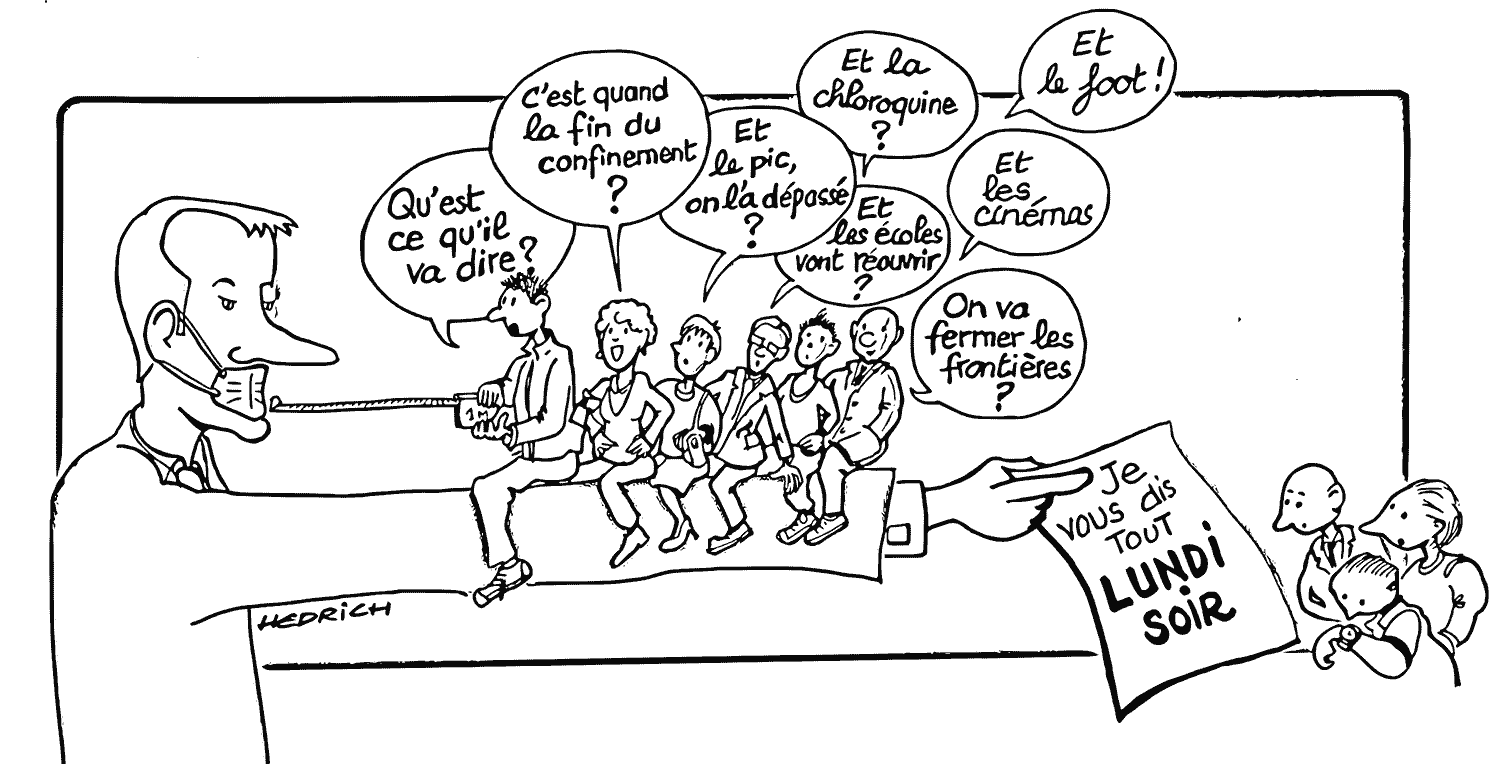 Qu'est
ce qu'il
va dire?
C'est quand
la fin du
confinement
?
Et
le pic,
on l'a dépassé
?
Et la
chloroquine
?
Et
les écoles
vont réouvrir
?
Et
le foot!
Et
les
cinémas
On va
fermer les
frontières
?
1M
Je
vous dis
TOUT
LUNDI
SOIR
HEDRICH